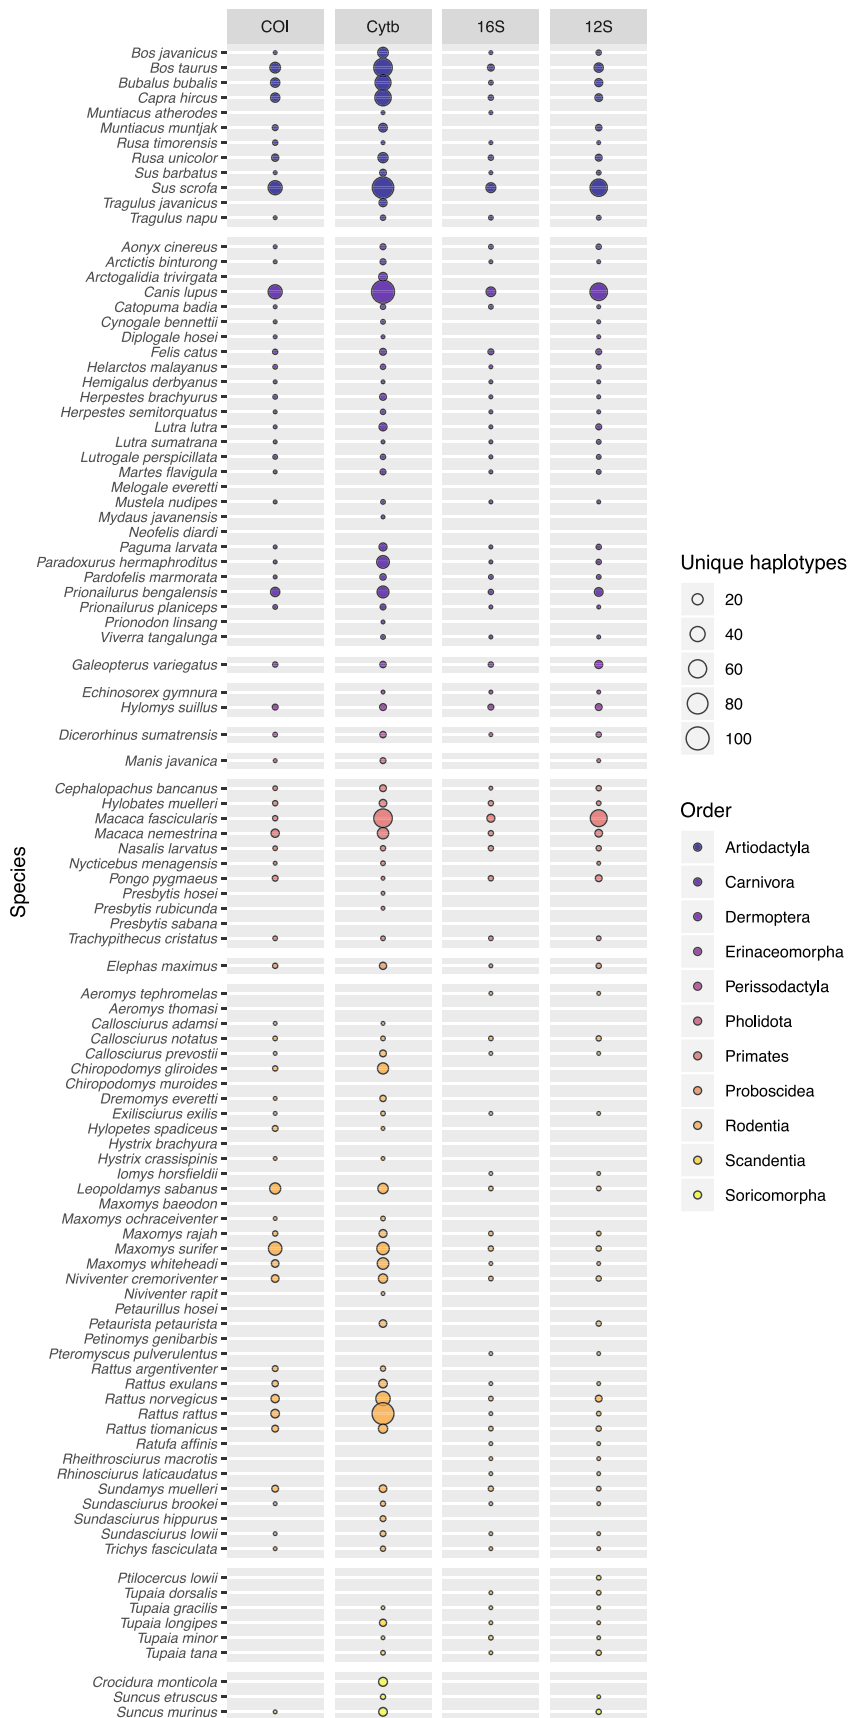 COI Cytb 16S 12S
Bos javanicus
Bos taurus
Bubalus bubalis
Capra hircus
Muntiacus atherodes
Muntiacus muntjak
Rusa timorensis
Rusa unicolor
Sus barbatus
Sus scrofa
Tragulus javanicus
Tragulus napu
Aonyx cinereus
Arctictis binturong
Arctogalidia trivirgata
Canis lupus
Catopuma badia
Cynogale bennettii
Diplogale hosei
Felis catus
Helarctos malayanus
Hemigalus derbyanus
Herpestes brachyurus
Herpestes semitorquatus
Lutra lutra
Lutra sumatrana
Lutrogale perspicillata
Martes flavigula
Melogale everetti
Mustela nudipes
Mydaus javanensis
Neofelis diardi
Paguma larvata
Paradoxurus hermaphroditus
Pardofelis marmorata
Prionailurus bengalensis
Prionailurus planiceps
Prionodon linsang
Viverra tangalunga
Galeopterus variegatus
Echinosorex gymnura
Hylomys suillus
Dicerorhinus sumatrensis
Manis javanica
Cephalopachus bancanus
Hylobates muelleri
Macaca fascicularis
Macaca nemestrina
Nasalis larvatus
Nycticebus menagensis
Pongo pygmaeus
Presbytis hosei
Presbytis rubicunda
Presbytis sabana
Trachypithecus cristatus
Elephas maximus
Aeromys tephromelas
Aeromys thomasi
Callosciurus adamsi
Callosciurus notatus
Callosciurus prevostii
Chiropodomys gliroides
Chiropodomys muroides
Dremomys everetti
Exilisciurus exilis
Hylopetes spadiceus
Hystrix brachyura
Hystrix crassispinis
Iomys horsfieldii
Leopoldamys sabanus
Maxomys baeodon
Maxomys ochraceiventer
Maxomys rajah
Maxomys surifer
Maxomys whiteheadi
Niviventer cremoriventer
Niviventer rapit
Petaurillus hosei
Petaurista petaurista
Petinomys genibarbis
Pteromyscus pulverulentus
Rattus argentiventer
Rattus exulans
Rattus norvegicus
Rattus rattus
Rattus tiomanicus
Ratufa affinis
Rheithrosciurus macrotis
Rhinosciurus laticaudatus
Sundamys muelleri
Sundasciurus brookei
Sundasciurus hippurus
Sundasciurus lowii
Trichys fasciculata
Ptilocercus lowii
Tupaia dorsalis
Tupaia gracilis
Tupaia longipes
Tupaia minor
Tupaia tana
Crocidura monticola
Suncus etruscus
Suncus murinus
Species
Unique haplotypes
20
40
60
80
100
Order
Artiodactyla
Carnivora
Dermoptera
Erinaceomorpha
Perissodactyla
Pholidota
Primates
Proboscidea
Rodentia
Scandentia
Soricomorpha